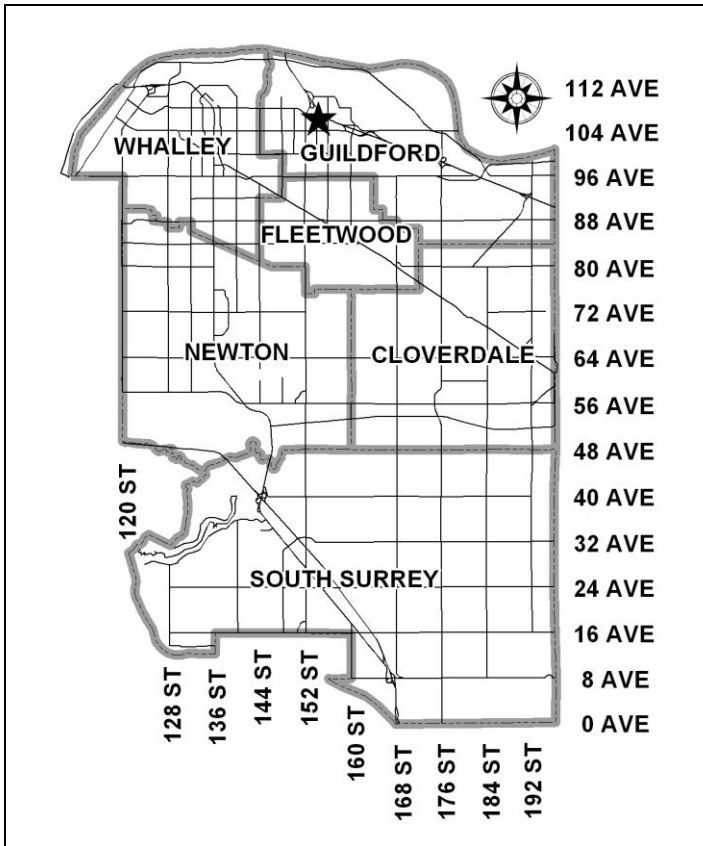 112 AVE
104 AVE
WHALLEY
GUILDFORD
96 AVE
88 AVE
FLEETWOOD
80 AVE
72 AVE
NEWTON
CLOVERDALE
64 AVE
56 AVE
48 AVE
120 ST
40 AVE
32 AVE
SOUTH SURREY
24 AVE
16 AVE
8 AVE
0 AVE
128 ST
136 ST
144 ST
152 ST
160 ST
168 ST
176 ST
184 ST
192 ST